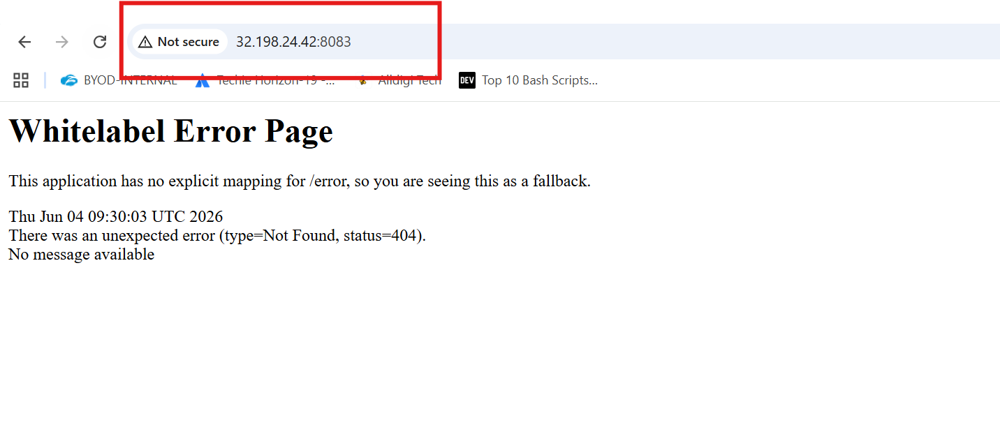 Not secure 32.198.24.42:8083
BYOD-INTERNAL Techie Horizon-19 -... Alldigi Tech DEV Top 10 Bash Scripts...
Whitelabel Error Page
This application has no explicit mapping for /error, so you are seeing this as a fallback.
Thu Jun 04 09:30:03 UTC 2026
There was an unexpected error (type=Not Found, status=404).
No message available